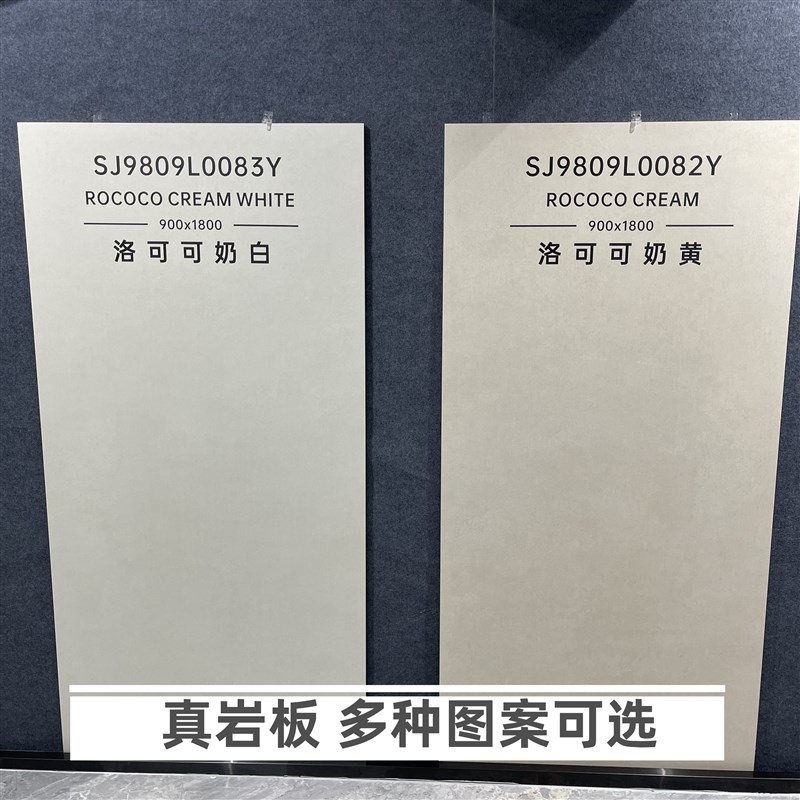 SJ9809L0083Y
ROCOCO CREAM WHITE
900x1800
洛可可奶白
SJ9809L0082Y
ROCOCO CREAM
900x1800
洛可可奶黄
真岩板 多种图案可选